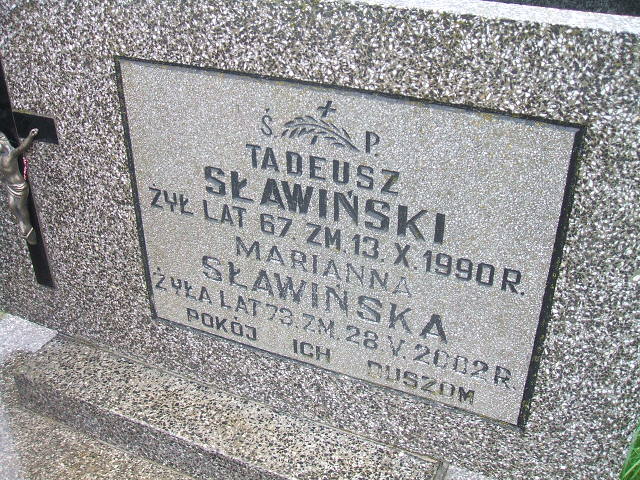 Ś P.
TADEUSZ
SŁAWIŃSKI
ŻYŁ LAT 67. ZM. 13. X. 1990 R.
MARIANNA
SŁAWIŃSKA
ŻYŁA LAT 73. ZM. 28 V. 2002 R.
POKÓJ ICH DUSZOM